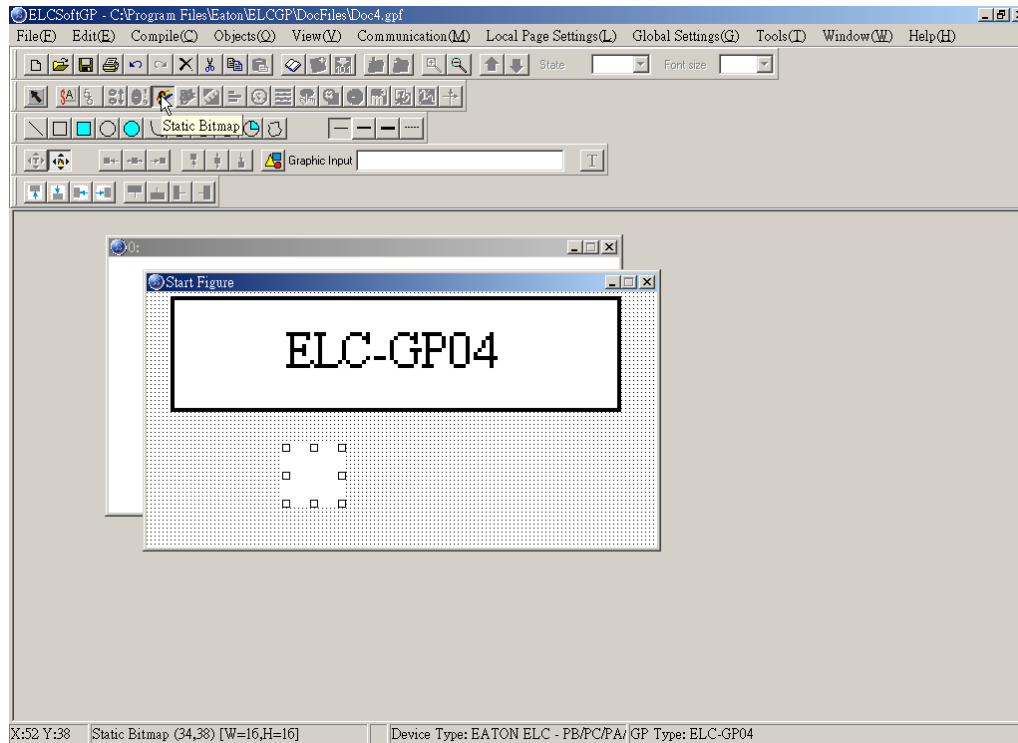 ELCSoftGP - C:\Program Files\Eaton\ELCGP\DocFiles\Doc4.gpf
File(F) Edit(E) Compile(C) Objects(Q) View(V) Communication(M) Local Page Settings(L) Global Settings(G) Tools(T) Window(W) Help(H)
State Font size
Static Bitmap
Graphic Input T
0:
Start Figure
ELC-GP04
X:52 Y:38 Static Bitmap (34,38) [W=16,H=16] Device Type: EATON ELC - PB/PC/PA/ GP Type: ELC-GP04